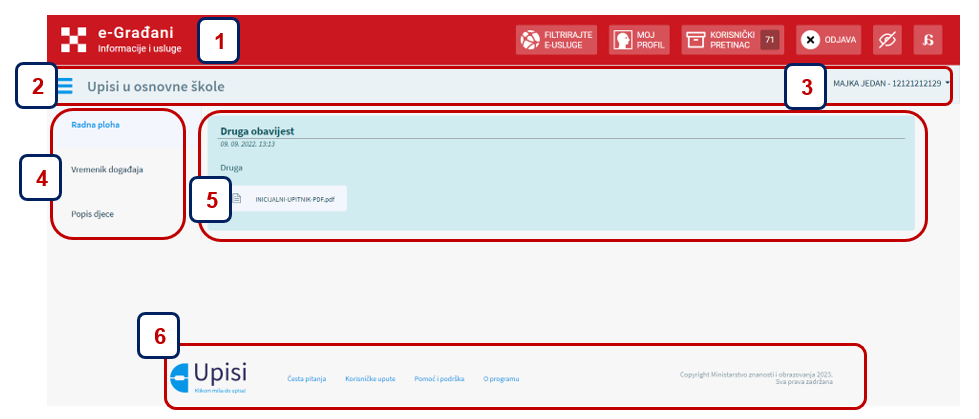 e-Građani
Informacije i usluge
1
FILTRIRAJTE
E-USLUGE
MOJ
PROFIL
KORISNIČKI
PRETINAC
71
ODJAVA
2
Upisi u osnovne škole
3
MAJKA JEDAN - 12121212129
Radna ploha
4
Vremenik događaja
Popis djece
Druga obavijest
09. 09. 2022. 13:13
Druga
5
INICIJALNI-UPITNIK-PDF.pdf
6
Upisi
Klikom miša do upisa!
Česta pitanja
Korisničke upute
Pomoć i podrška
O programu
Copyright Ministarstvo znanosti i obrazovanja 2023.
Sva prava zadržana